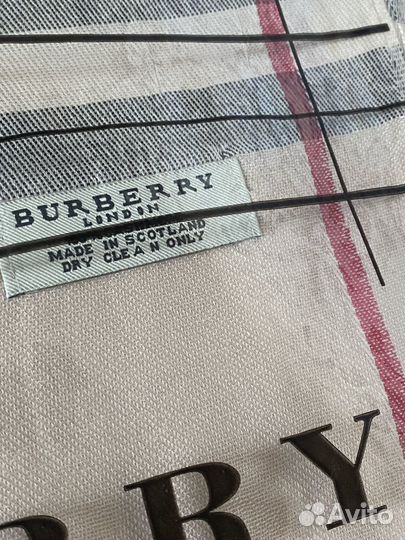 BURBERRY
LONDON
MADE IN SCOTLAND
DRY CLEAN ONLY
RBY
Avito